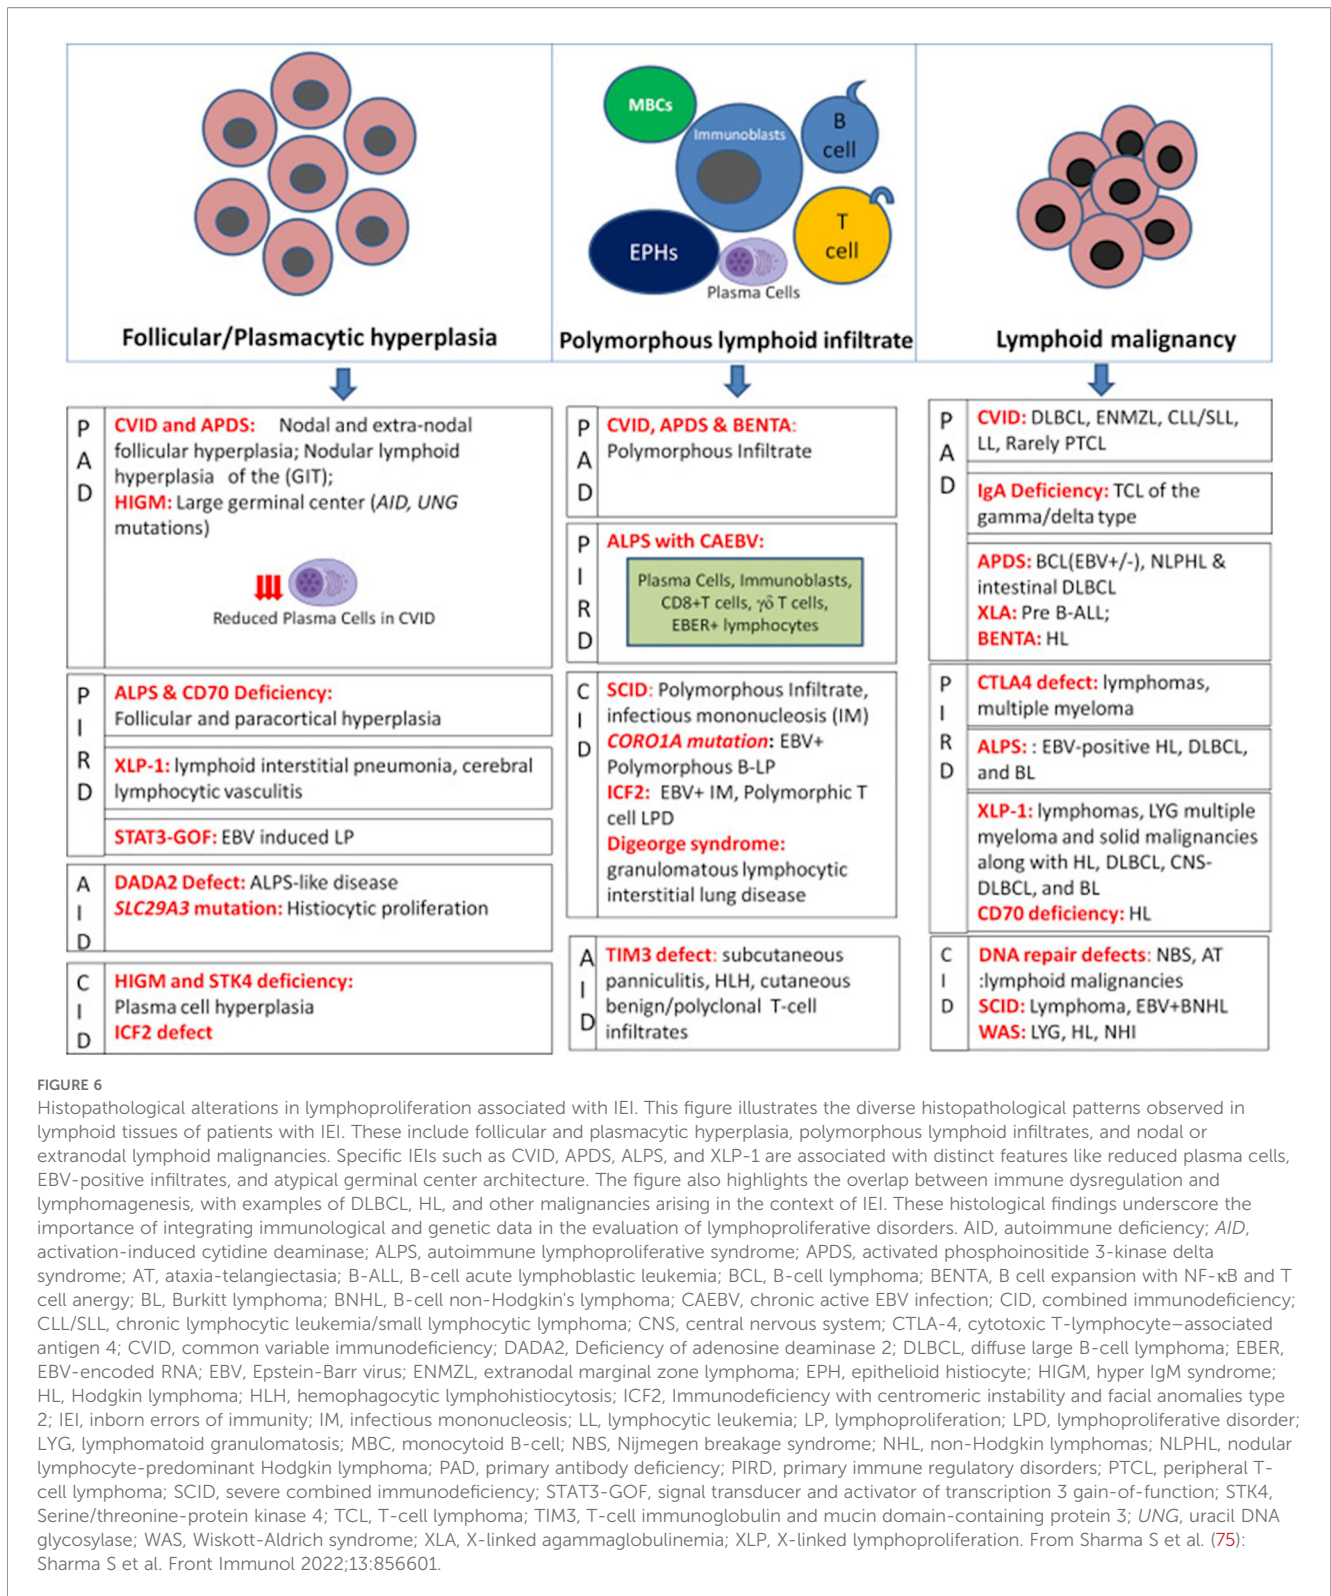 MBCs
Immunoblasts
B
cell
T
cell
EPHs
Plasma Cells
Follicular/Plasmacytic hyperplasia
Polymorphous lymphoid infiltrate
Lymphoid malignancy
P
A
D
CVID and APDS: Nodal and extra-nodal
follicular hyperplasia; Nodular lymphoid
hyperplasia of the (GIT);
HIGM: Large germinal center (AID, UNG
mutations)
Reduced Plasma Cells in CVID
P
I
R
D
ALPS & CD70 Deficiency:
Follicular and paracortical hyperplasia
XLP-1: lymphoid interstitial pneumonia, cerebral
lymphocytic vasculitis
STAT3-GOF: EBV induced LP
A
I
D
DADA2 Defect: ALPS-like disease
SLC29A3 mutation: Histiocytic proliferation
C
I
D
HIGM and STK4 deficiency:
Plasma cell hyperplasia
ICF2 defect
P
A
D
CVID, APDS & BENTA:
Polymorphous Infiltrate
P
I
R
D
ALPS with CAEBV:
Plasma Cells, Immunoblasts,
CD8+T cells, γδ T cells,
EBER+ lymphocytes
C
I
D
SCID: Polymorphous Infiltrate,
infectious mononucleosis (IM)
CORO1A mutation: EBV+
Polymorphous B-LP
ICF2: EBV+ IM, Polymorphic T
cell LPD
Digeorge syndrome:
granulomatous lymphocytic
interstitial lung disease
A
I
D
TIM3 defect: subcutaneous
panniculitis, HLH, cutaneous
benign/polyclonal T-cell
infiltrates
P
A
D
CVID: DLBCL, ENMZL, CLL/SLL,
LL, Rarely PTCL
IgA Deficiency: TCL of the
gamma/delta type
APDS: BCL(EBV+/-), NLPHL &
intestinal DLBCL
XLA: Pre B-ALL;
BENTA: HL
P
I
R
D
CTLA4 defect: lymphomas,
multiple myeloma
ALPS: : EBV-positive HL, DLBCL,
and BL
XLP-1: lymphomas, LYG multiple
myeloma and solid malignancies
along with HL, DLBCL, CNS-
DLBCL, and BL
CD70 deficiency: HL
C
I
D
DNA repair defects: NBS, AT
:lymphoid malignancies
SCID: Lymphoma, EBV+BNHL
WAS: LYG, HL, NHI
FIGURE 6
Histopathological alterations in lymphoproliferation associated with IEI. This figure illustrates the diverse histopathological patterns observed in
lymphoid tissues of patients with IEI. These include follicular and plasmacytic hyperplasia, polymorphous lymphoid infiltrates, and nodal or
extranodal lymphoid malignancies. Specific IEIs such as CVID, APDS, ALPS, and XLP-1 are associated with distinct features like reduced plasma cells,
EBV-positive infiltrates, and atypical germinal center architecture. The figure also highlights the overlap between immune dysregulation and
lymphomagenesis, with examples of DLBCL, HL, and other malignancies arising in the context of IEI. These histological findings underscore the
importance of integrating immunological and genetic data in the evaluation of lymphoproliferative disorders. AID, autoimmune deficiency; AID,
activation-induced cytidine deaminase; ALPS, autoimmune lymphoproliferative syndrome; APDS, activated phosphoinositide 3-kinase delta
syndrome; AT, ataxia-telangiectasia; B-ALL, B-cell acute lymphoblastic leukemia; BCL, B-cell lymphoma; BENTA, B cell expansion with NF-κB and T
cell anergy; BL, Burkitt lymphoma; BNHL, B-cell non-Hodgkin's lymphoma; CAEBV, chronic active EBV infection; CID, combined immunodeficiency;
CLL/SLL, chronic lymphocytic leukemia/small lymphocytic lymphoma; CNS, central nervous system; CTLA-4, cytotoxic T-lymphocyte–associated
antigen 4; CVID, common variable immunodeficiency; DADA2, Deficiency of adenosine deaminase 2; DLBCL, diffuse large B-cell lymphoma; EBER,
EBV-encoded RNA; EBV, Epstein-Barr virus; ENMZL, extranodal marginal zone lymphoma; EPH, epithelioid histiocyte; HIGM, hyper IgM syndrome;
HL, Hodgkin lymphoma; HLH, hemophagocytic lymphohistiocytosis; ICF2, Immunodeficiency with centromeric instability and facial anomalies type
2; IEI, inborn errors of immunity; IM, infectious mononucleosis; LL, lymphocytic leukemia; LP, lymphoproliferation; LPD, lymphoproliferative disorder;
LYG, lymphomatoid granulomatosis; MBC, monocytoid B-cell; NBS, Nijmegen breakage syndrome; NHL, non-Hodgkin lymphomas; NLPHL, nodular
lymphocyte-predominant Hodgkin lymphoma; PAD, primary antibody deficiency; PIRD, primary immune regulatory disorders; PTCL, peripheral T-
cell lymphoma; SCID, severe combined immunodeficiency; STAT3-GOF, signal transducer and activator of transcription 3 gain-of-function; STK4,
Serine/threonine-protein kinase 4; TCL, T-cell lymphoma; TIM3, T-cell immunoglobulin and mucin domain-containing protein 3; UNG, uracil DNA
glycosylase; WAS, Wiskott-Aldrich syndrome; XLA, X-linked agammaglobulinemia; XLP, X-linked lymphoproliferation. From Sharma S et al. (75):
Sharma S et al. Front Immunol 2022;13:856601.